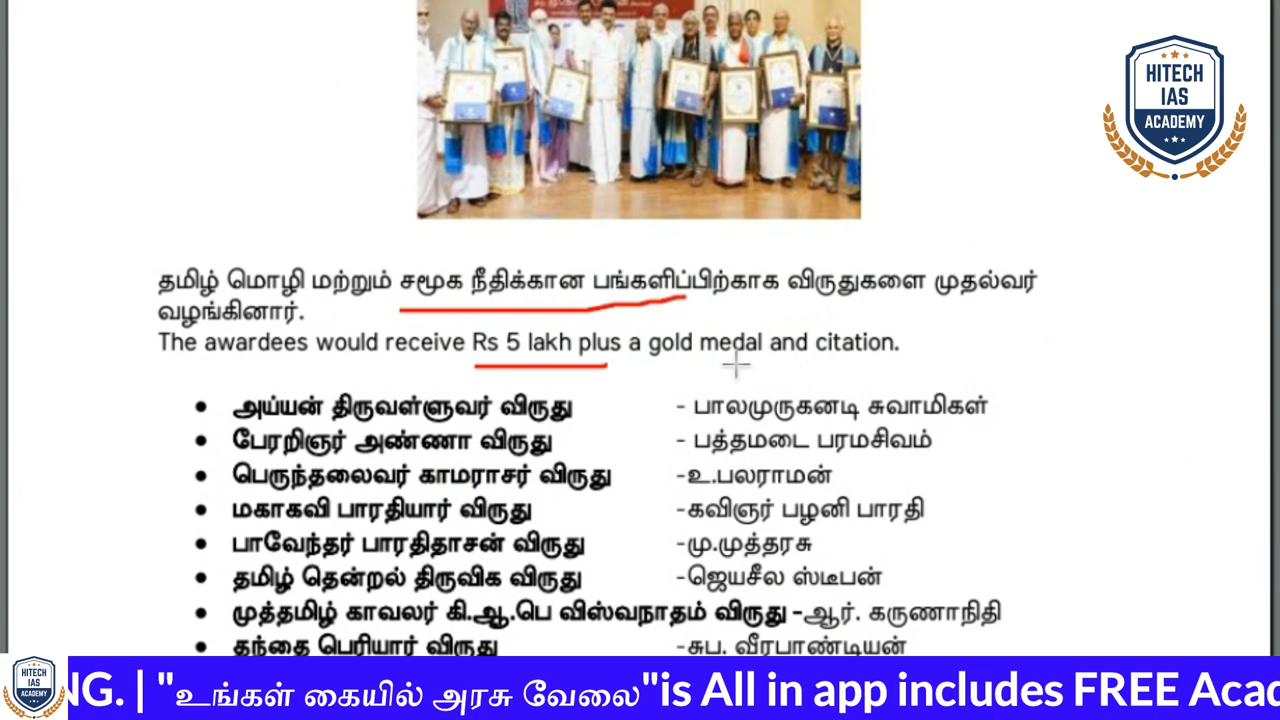 HITECH
IAS
ACADEMY
தமிழ் மொழி மற்றும் சமூக நீதிக்கான பங்களிப்பிற்காக விருதுகளை முதல்வர்
வழங்கினார்.
The awardees would receive Rs 5 lakh plus a gold medal and citation.
• அய்யன் திருவள்ளுவர் விருது - பாலமுருகனடி சுவாமிகள்
• பேரறிஞர் அண்ணா விருது - பத்தமடை பரமசிவம்
• பெருந்தலைவர் காமராசர் விருது -உ.பலராமன்
• மகாகவி பாரதியார் விருது -கவிஞர் பழனி பாரதி
• பாவேந்தர் பாரதிதாசன் விருது -மு.முத்தரசு
• தமிழ் தென்றல் திருவிக விருது -ஜெயசீல ஸ்டீபன்
• முத்தமிழ் காவலர் கி.ஆ.பெ விஸ்வநாதம் விருது -ஆர். கருணாநிதி
• தந்தை பெரியார் விருது -சுப. வீரபாண்டியன்
HITECH
IAS
ACADEMY
NG. | "உங்கள் கையில் அரசு வேலை"is All in app includes FREE Acad